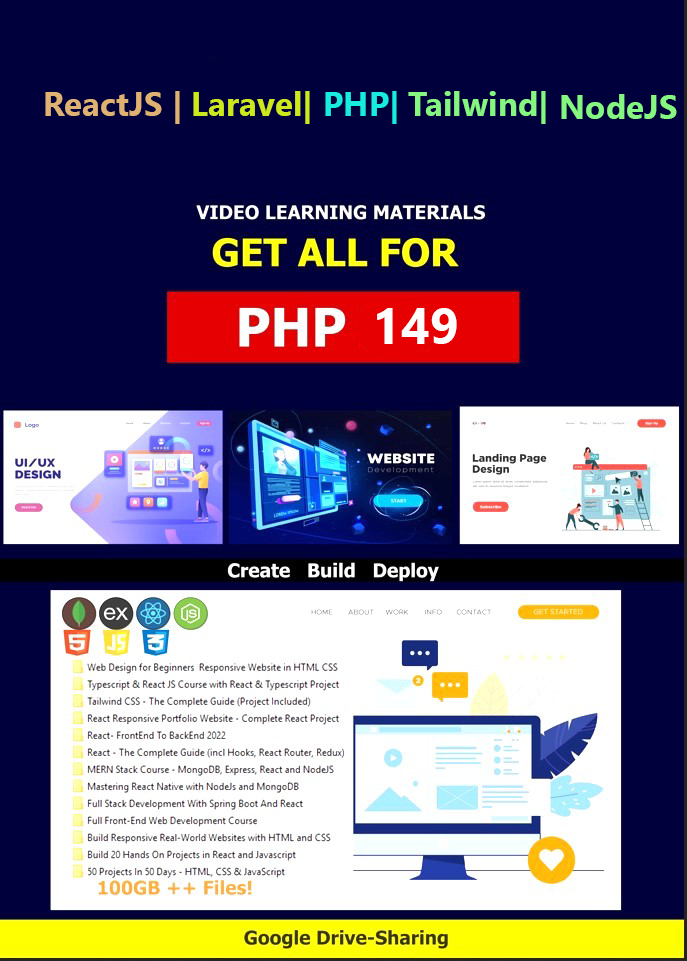 ReactJS | Laravel| PHP| Tailwind| NodeJS
VIDEO LEARNING MATERIALS
GET ALL FOR
PHP 149
Logo
UI/UX
DESIGN
WEBSITE
Development
START
Landing Page
Design
Sign Up
Subscribe
Create Build Deploy
ex
HOME ABOUT WORK INFO CONTACT GET STARTED
5 JS 3
2
Web Design for Beginners Responsive Website in HTML CSS
Typescript & React JS Course with React & Typescript Project
Tailwind CSS - The Complete Guide (Project Included)
React Responsive Portfolio Website - Complete React Project
React- FrontEnd To BackEnd 2022
React - The Complete Guide (incl Hooks, React Router, Redux)
MERN Stack Course - MongoDB, Express, React and NodeJS
Mastering React Native with NodeJs and MongoDB
Full Stack Development With Spring Boot And React
Full Front-End Web Development Course
Build Responsive Real-World Websites with HTML and CSS
Build 20 Hands On Projects in React and Javascript
50 Projects In 50 Days - HTML, CSS & JavaScript
100GB ++ Files!
Google Drive-Sharing